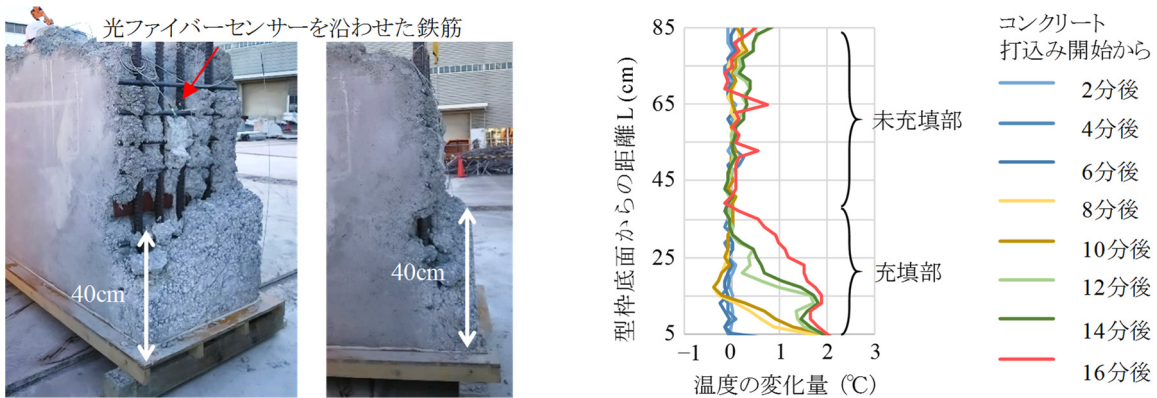 光ファイバーセンサーを沿わせた鉄筋
40cm
40cm
型枠底面からの距離L(cm)
85
65
45
25
5
−1
0
1
2
3
温度の変化量 (℃)
未充填部
充填部
コンクリート
打込み開始から
2分後
4分後
6分後
8分後
10分後
12分後
14分後
16分後